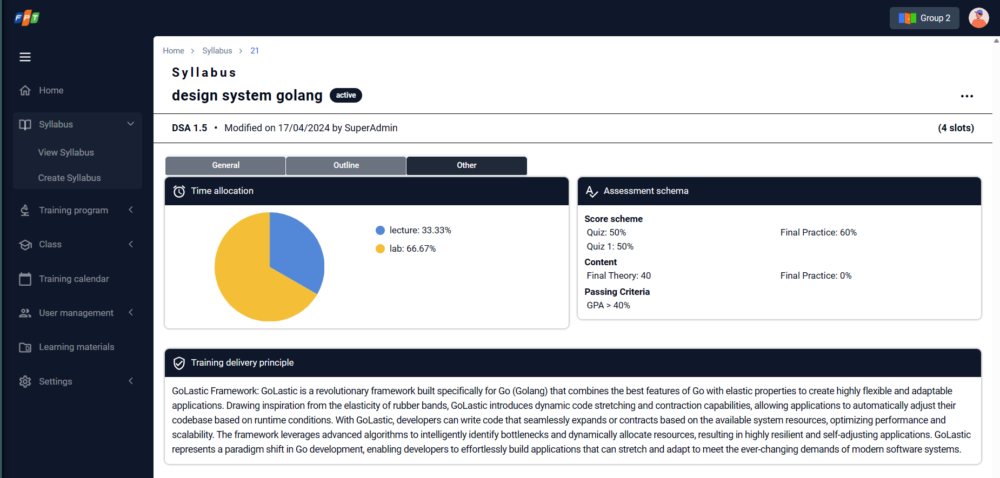 FPT
Group 2
Home
Syllabus
View Syllabus
Create Syllabus
Training program
Class
Training calendar
User management
Learning materials
Settings
Home > Syllabus > 21
Syllabus
design system golang active
...
DSA 1.5 • Modified on 17/04/2024 by SuperAdmin (4 slots)
General Outline Other
Time allocation
lecture: 33.33%
lab: 66.67%
Assessment schema
Score scheme
Quiz: 50% Final Practice: 60%
Quiz 1: 50%
Content
Final Theory: 40 Final Practice: 0%
Passing Criteria
GPA > 40%
Training delivery principle
GoLastic Framework: GoLastic is a revolutionary framework built specifically for Go (Golang) that combines the best features of Go with elastic properties to create highly flexible and adaptable
applications. Drawing inspiration from the elasticity of rubber bands, GoLastic introduces dynamic code stretching and contraction capabilities, allowing applications to automatically adjust their
codebase based on runtime conditions. With GoLastic, developers can write code that seamlessly expands or contracts based on the available system resources, optimizing performance and
scalability. The framework leverages advanced algorithms to intelligently identify bottlenecks and dynamically allocate resources, resulting in highly resilient and self-adjusting applications. GoLastic
represents a paradigm shift in Go development, enabling developers to effortlessly build applications that can stretch and adapt to meet the ever-changing demands of modern software systems.